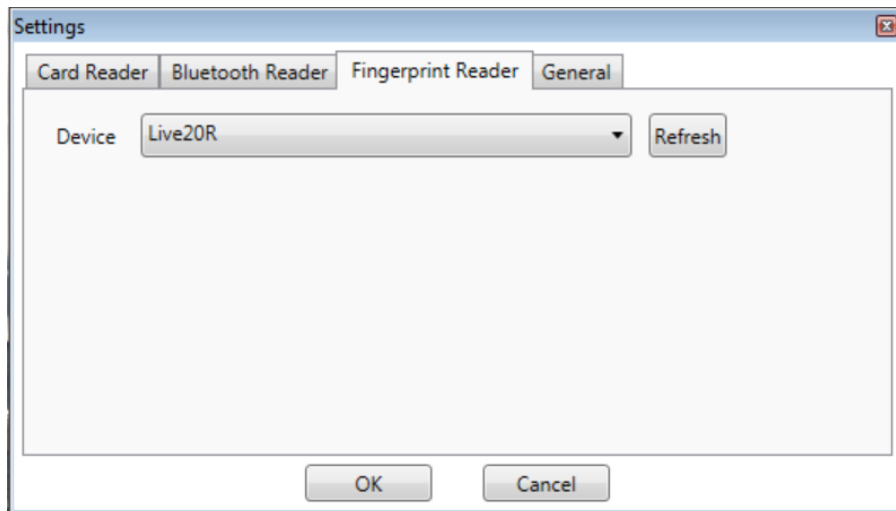 Settings
Card Reader Bluetooth Reader Fingerprint Reader General
Device Live20R Refresh
OK Cancel